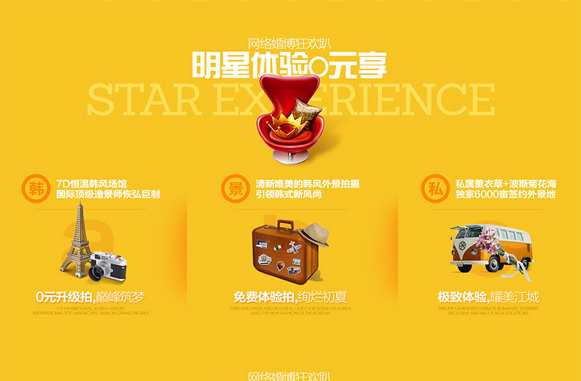 网络婚博狂欢趴
明星体验0元享
STAR EXPERIENCE
韩
7D恒温韩风场馆
国际顶级造景师恢弘巨制
0元升级拍,巅峰筑梦
景
清新唯美的韩风外景拍摄
引领韩式新风尚
免费体验拍,绚烂初夏
私
私属薰衣草+波斯菊花海
独家6000亩签约外景地
极致体验,耀美江城
网络婚博狂欢趴